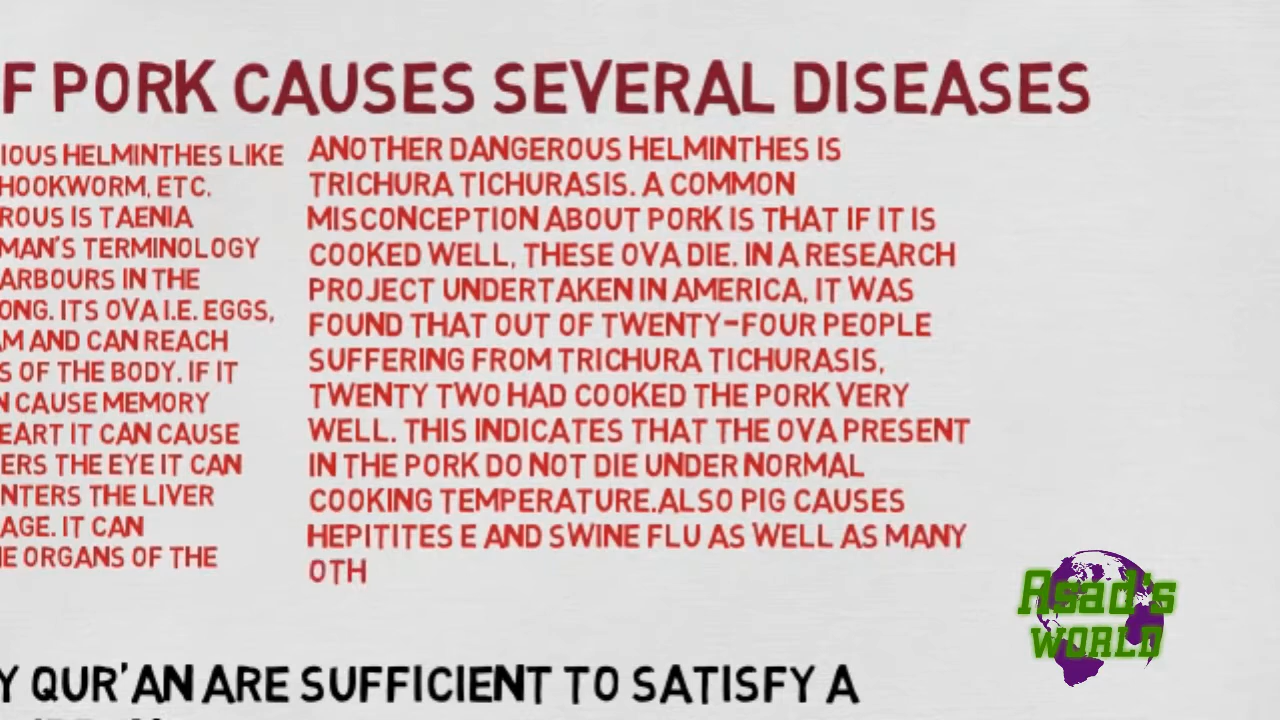 F PORK CAUSES SEVERAL DISEASES
IOUS HELMINTHES LIKE
HOOKWORM, ETC.
ROUS IS TAENIA
MAN'S TERMINOLOGY
ARBOURS IN THE
ONG. ITS OVA I.E. EGGS,
AM AND CAN REACH
S OF THE BODY. IF IT
N CAUSE MEMORY
EART IT CAN CAUSE
ERS THE EYE IT CAN
NTERS THE LIVER
AGE. IT CAN
E ORGANS OF THE
ANOTHER DANGEROUS HELMINTHES IS
TRICHURA TICHURASIS. A COMMON
MISCONCEPTION ABOUT PORK IS THAT IF IT IS
COOKED WELL, THESE OVA DIE. IN A RESEARCH
PROJECT UNDERTAKEN IN AMERICA, IT WAS
FOUND THAT OUT OF TWENTY-FOUR PEOPLE
SUFFERING FROM TRICHURA TICHURASIS,
TWENTY TWO HAD COOKED THE PORK VERY
WELL. THIS INDICATES THAT THE OVA PRESENT
IN THE PORK DO NOT DIE UNDER NORMAL
COOKING TEMPERATURE.ALSO PIG CAUSES
HEPITITES E AND SWINE FLU AS WELL AS MANY
OTH
Y QUR'AN ARE SUFFICIENT TO SATISFY A
Asad's
WORLD